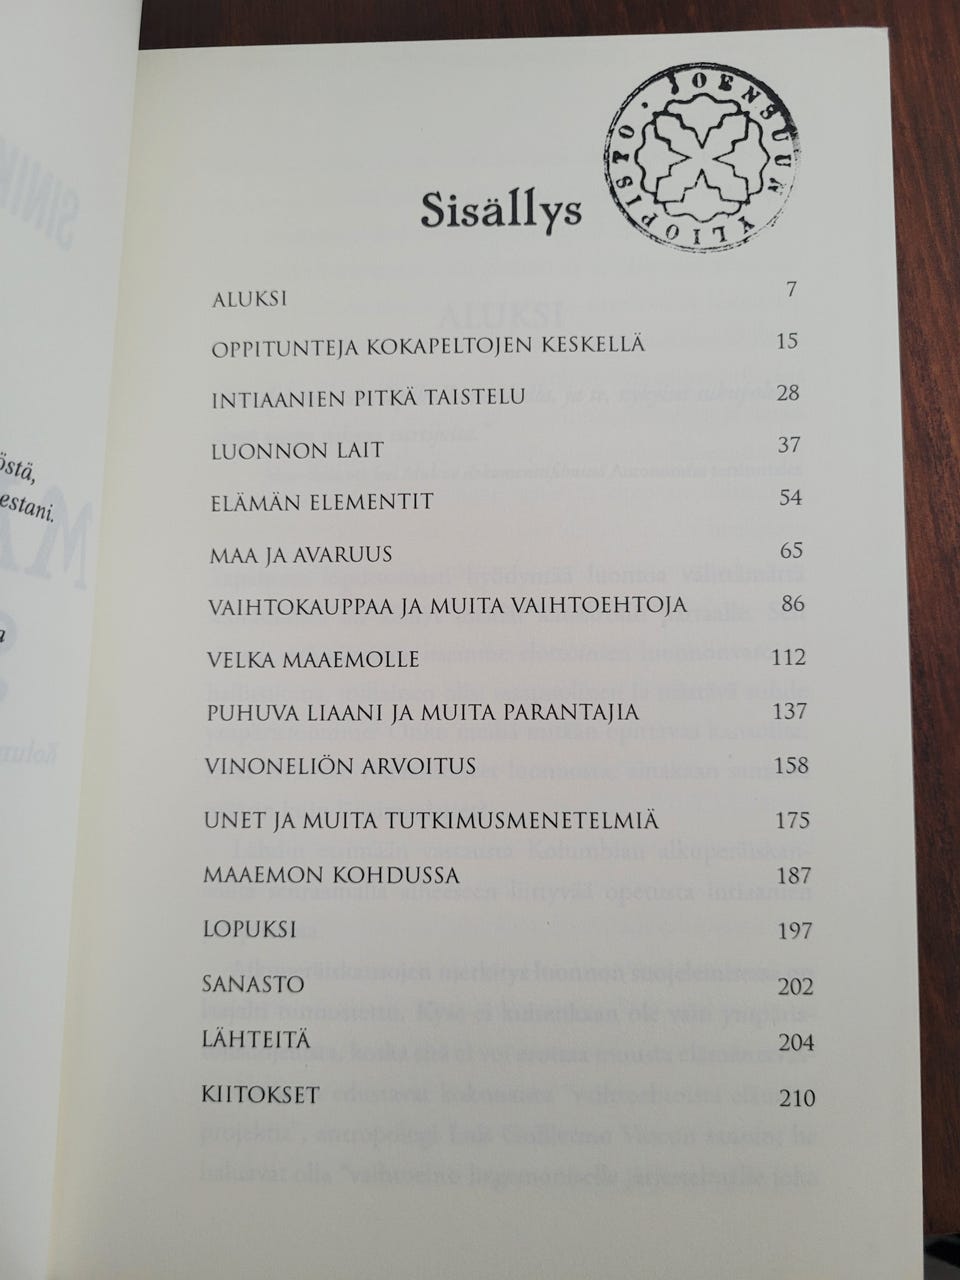 östä,
estani.
a
JOENSUUN YLIOPISTO
Sisällys
ALUKSI 7
OPPITUNTEJA KOKAPELTOJEN KESKELLÄ 15
INTIAANIEN PITKÄ TAISTELU 28
LUONNON LAIT 37
ELÄMÄN ELEMENTIT 54
MAA JA AVARUUS 65
VAIHTOKAUPPAA JA MUITA VAIHTOEHTOJA 86
VELKA MAAEMOLLE 112
PUHUVA LIAANI JA MUITA PARANTAJIA 137
VINONELIÖN ARVOITUS 158
UNET JA MUITA TUTKIMUSMENETELMIÄ 175
MAAEMON KOHDUSSA 187
LOPUKSI 197
SANASTO 202
LÄHTEITÄ 204
KIITOKSET 210